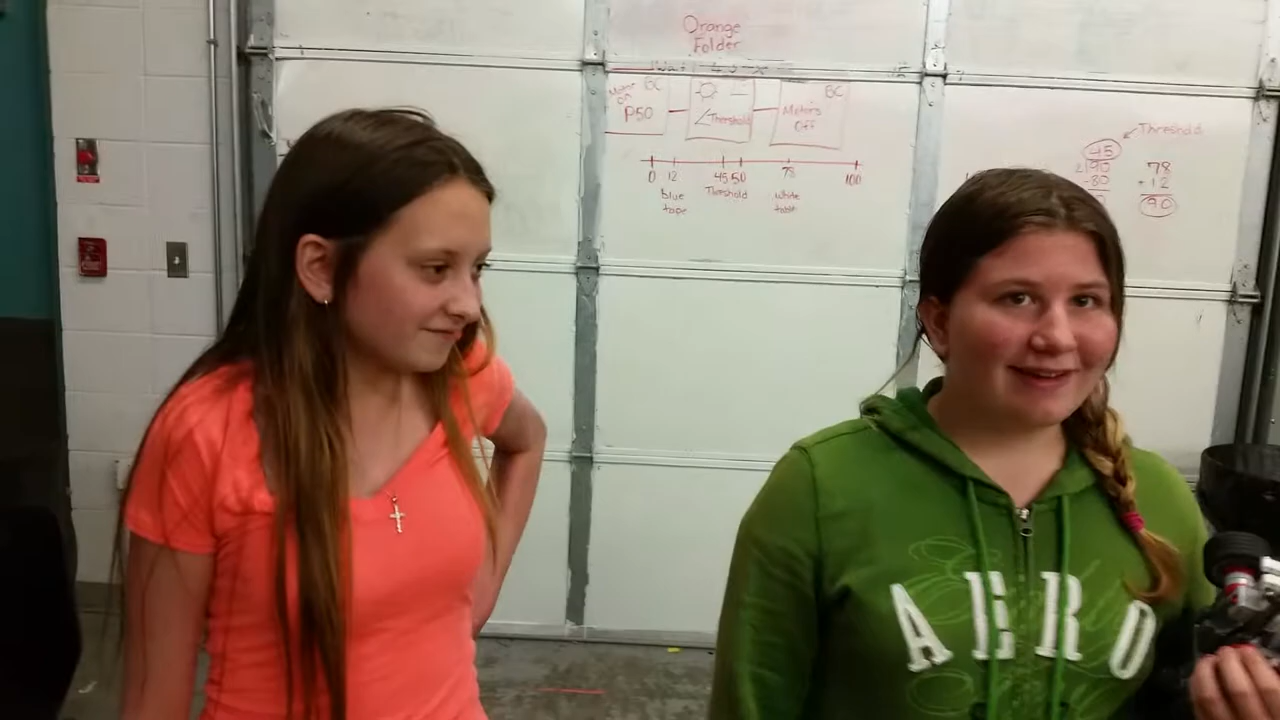 Orange
Folder
Motor
on
BC
P50
<Threshold
BC
Motors
Off
0 12 45 50 78 100
blue
tape
Threshold
white
table
Threshold
45
2 90
-80
78
+12
90
AERO